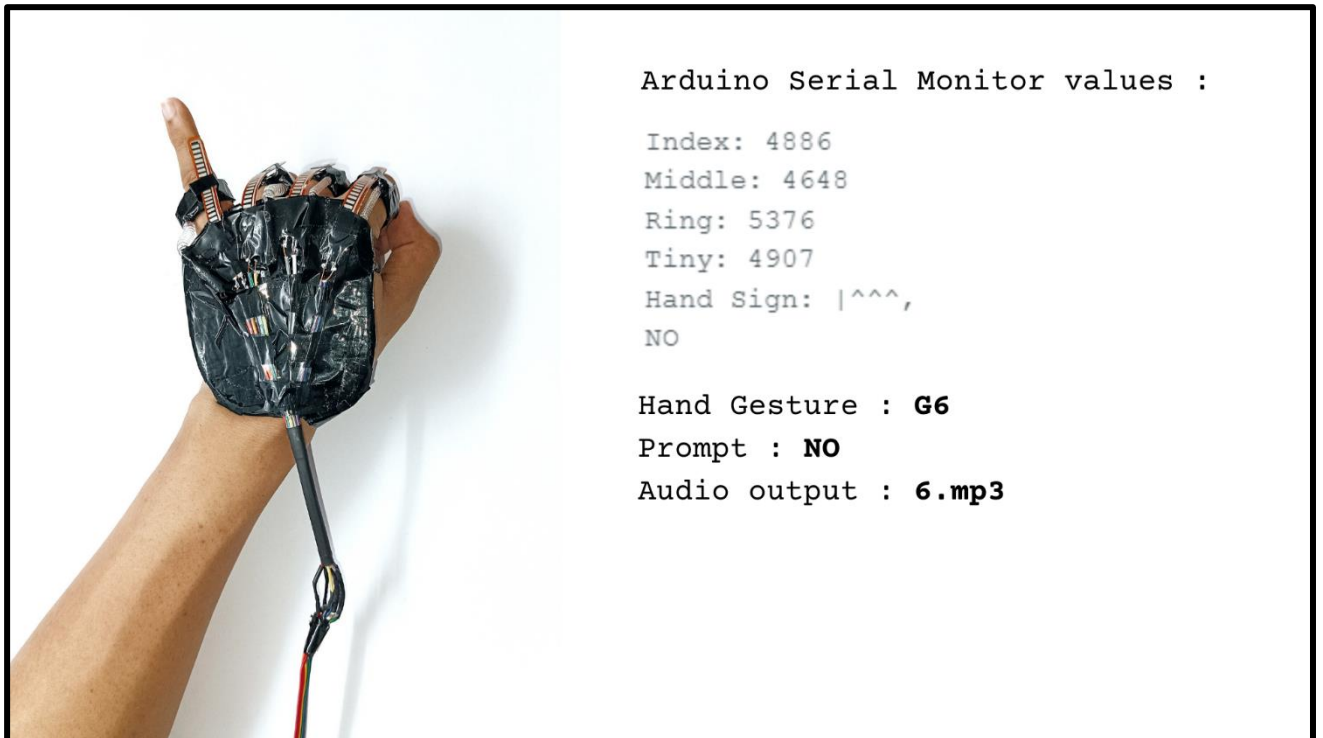 Arduino Serial Monitor values :
Index: 4886
Middle: 4648
Ring: 5376
Tiny: 4907
Hand Sign: |^^^,
NO
Hand Gesture : G6
Prompt : NO
Audio output : 6.mp3